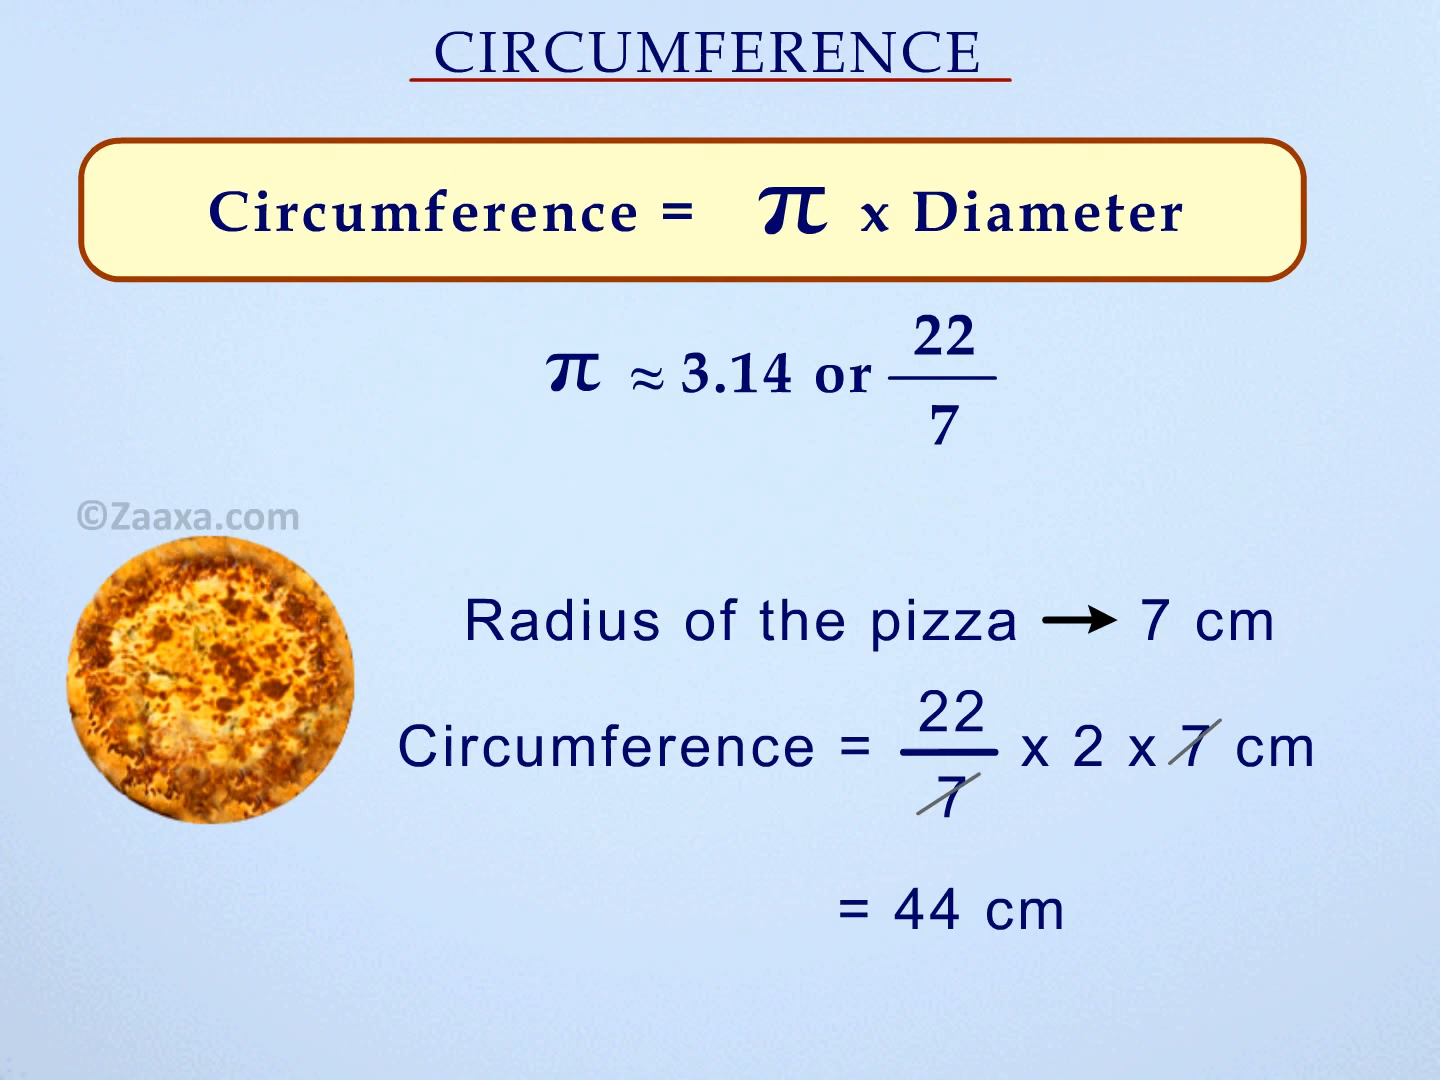 CIRCUMFERENCE
Circumference = π x Diameter
π ≈ 3.14 or 22/7
©Zaaxa.com
Radius of the pizza → 7 cm
Circumference = 22/7 x 2 x 7 cm
= 44 cm